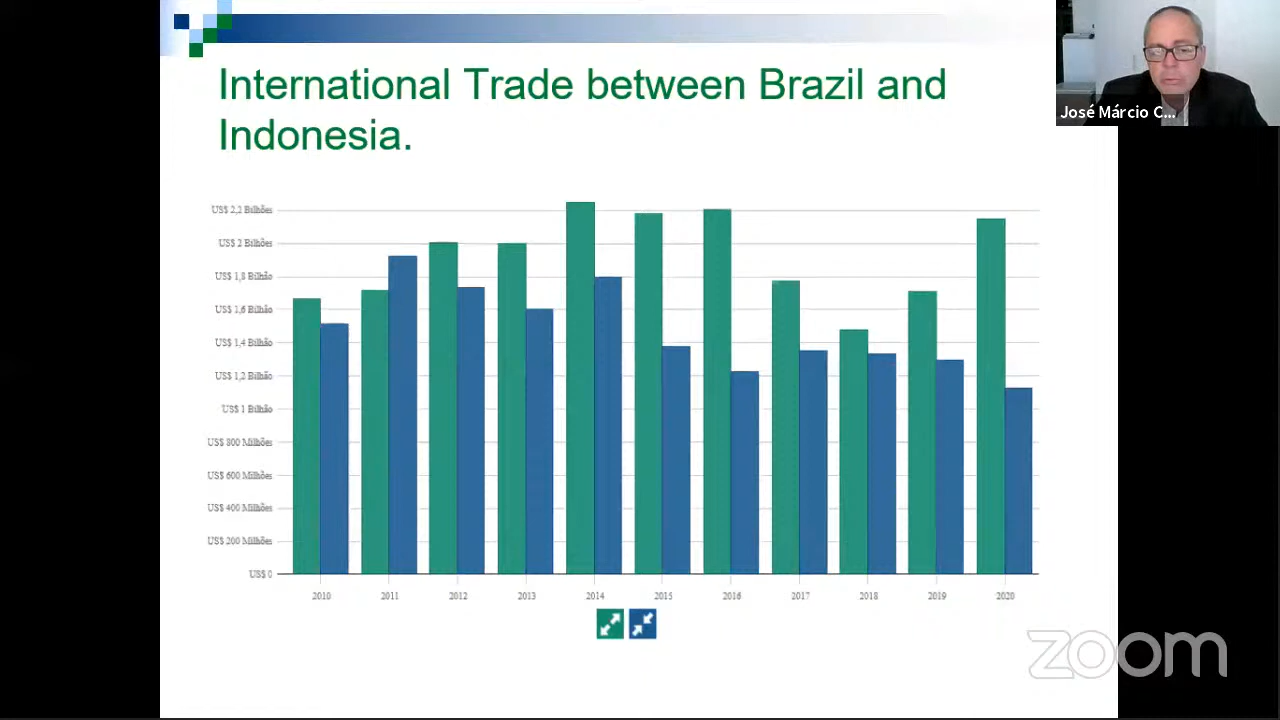 International Trade between Brazil and
Indonesia.
José Márcio C...
US$ 2,2 Bilhões
US$ 2 Bilhões
US$ 1,8 Bilhão
US$ 1,6 Bilhão
US$ 1,4 Bilhão
US$ 1,2 Bilhão
US$ 1 Bilhão
US$ 800 Milhões
US$ 600 Milhões
US$ 400 Milhões
US$ 200 Milhões
US$ 0
2010 2011 2012 2013 2014 2015 2016 2017 2018 2019 2020
zoom